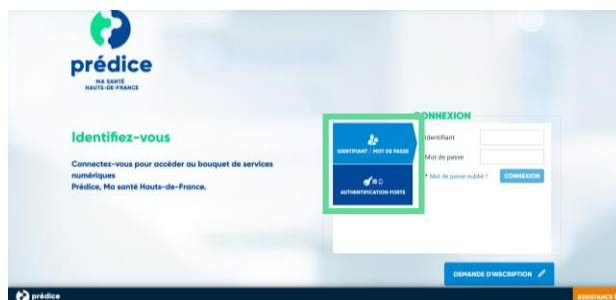 prédice
MA SANTÉ
HAUTS-DE-FRANCE
Identifiez-vous
Connectez-vous pour accéder au bouquet de services
numériques
Prédice, Ma santé Hauts-de-France.
CONNEXION
IDENTIFIANT / MOT DE PASSE
Identifiant
Mot de passe
Mot de passe oublié ?
CONNEXION
AUTHENTIFICATION FORTE
DEMANDE D'INSCRIPTION
prédice
ASSISTANCE